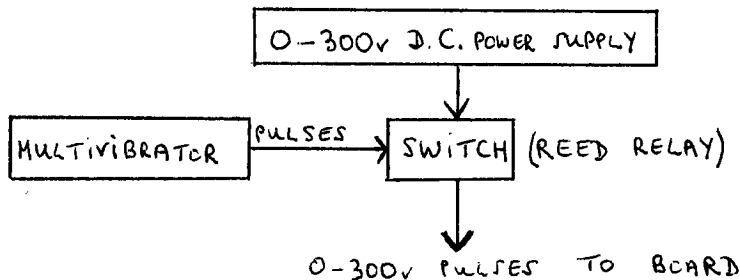 0-300v D.C. POWER SUPPLY
MULTIVIBRATOR
PULSES
SWITCH (REED RELAY)
0-300v PULSES TO BOARD